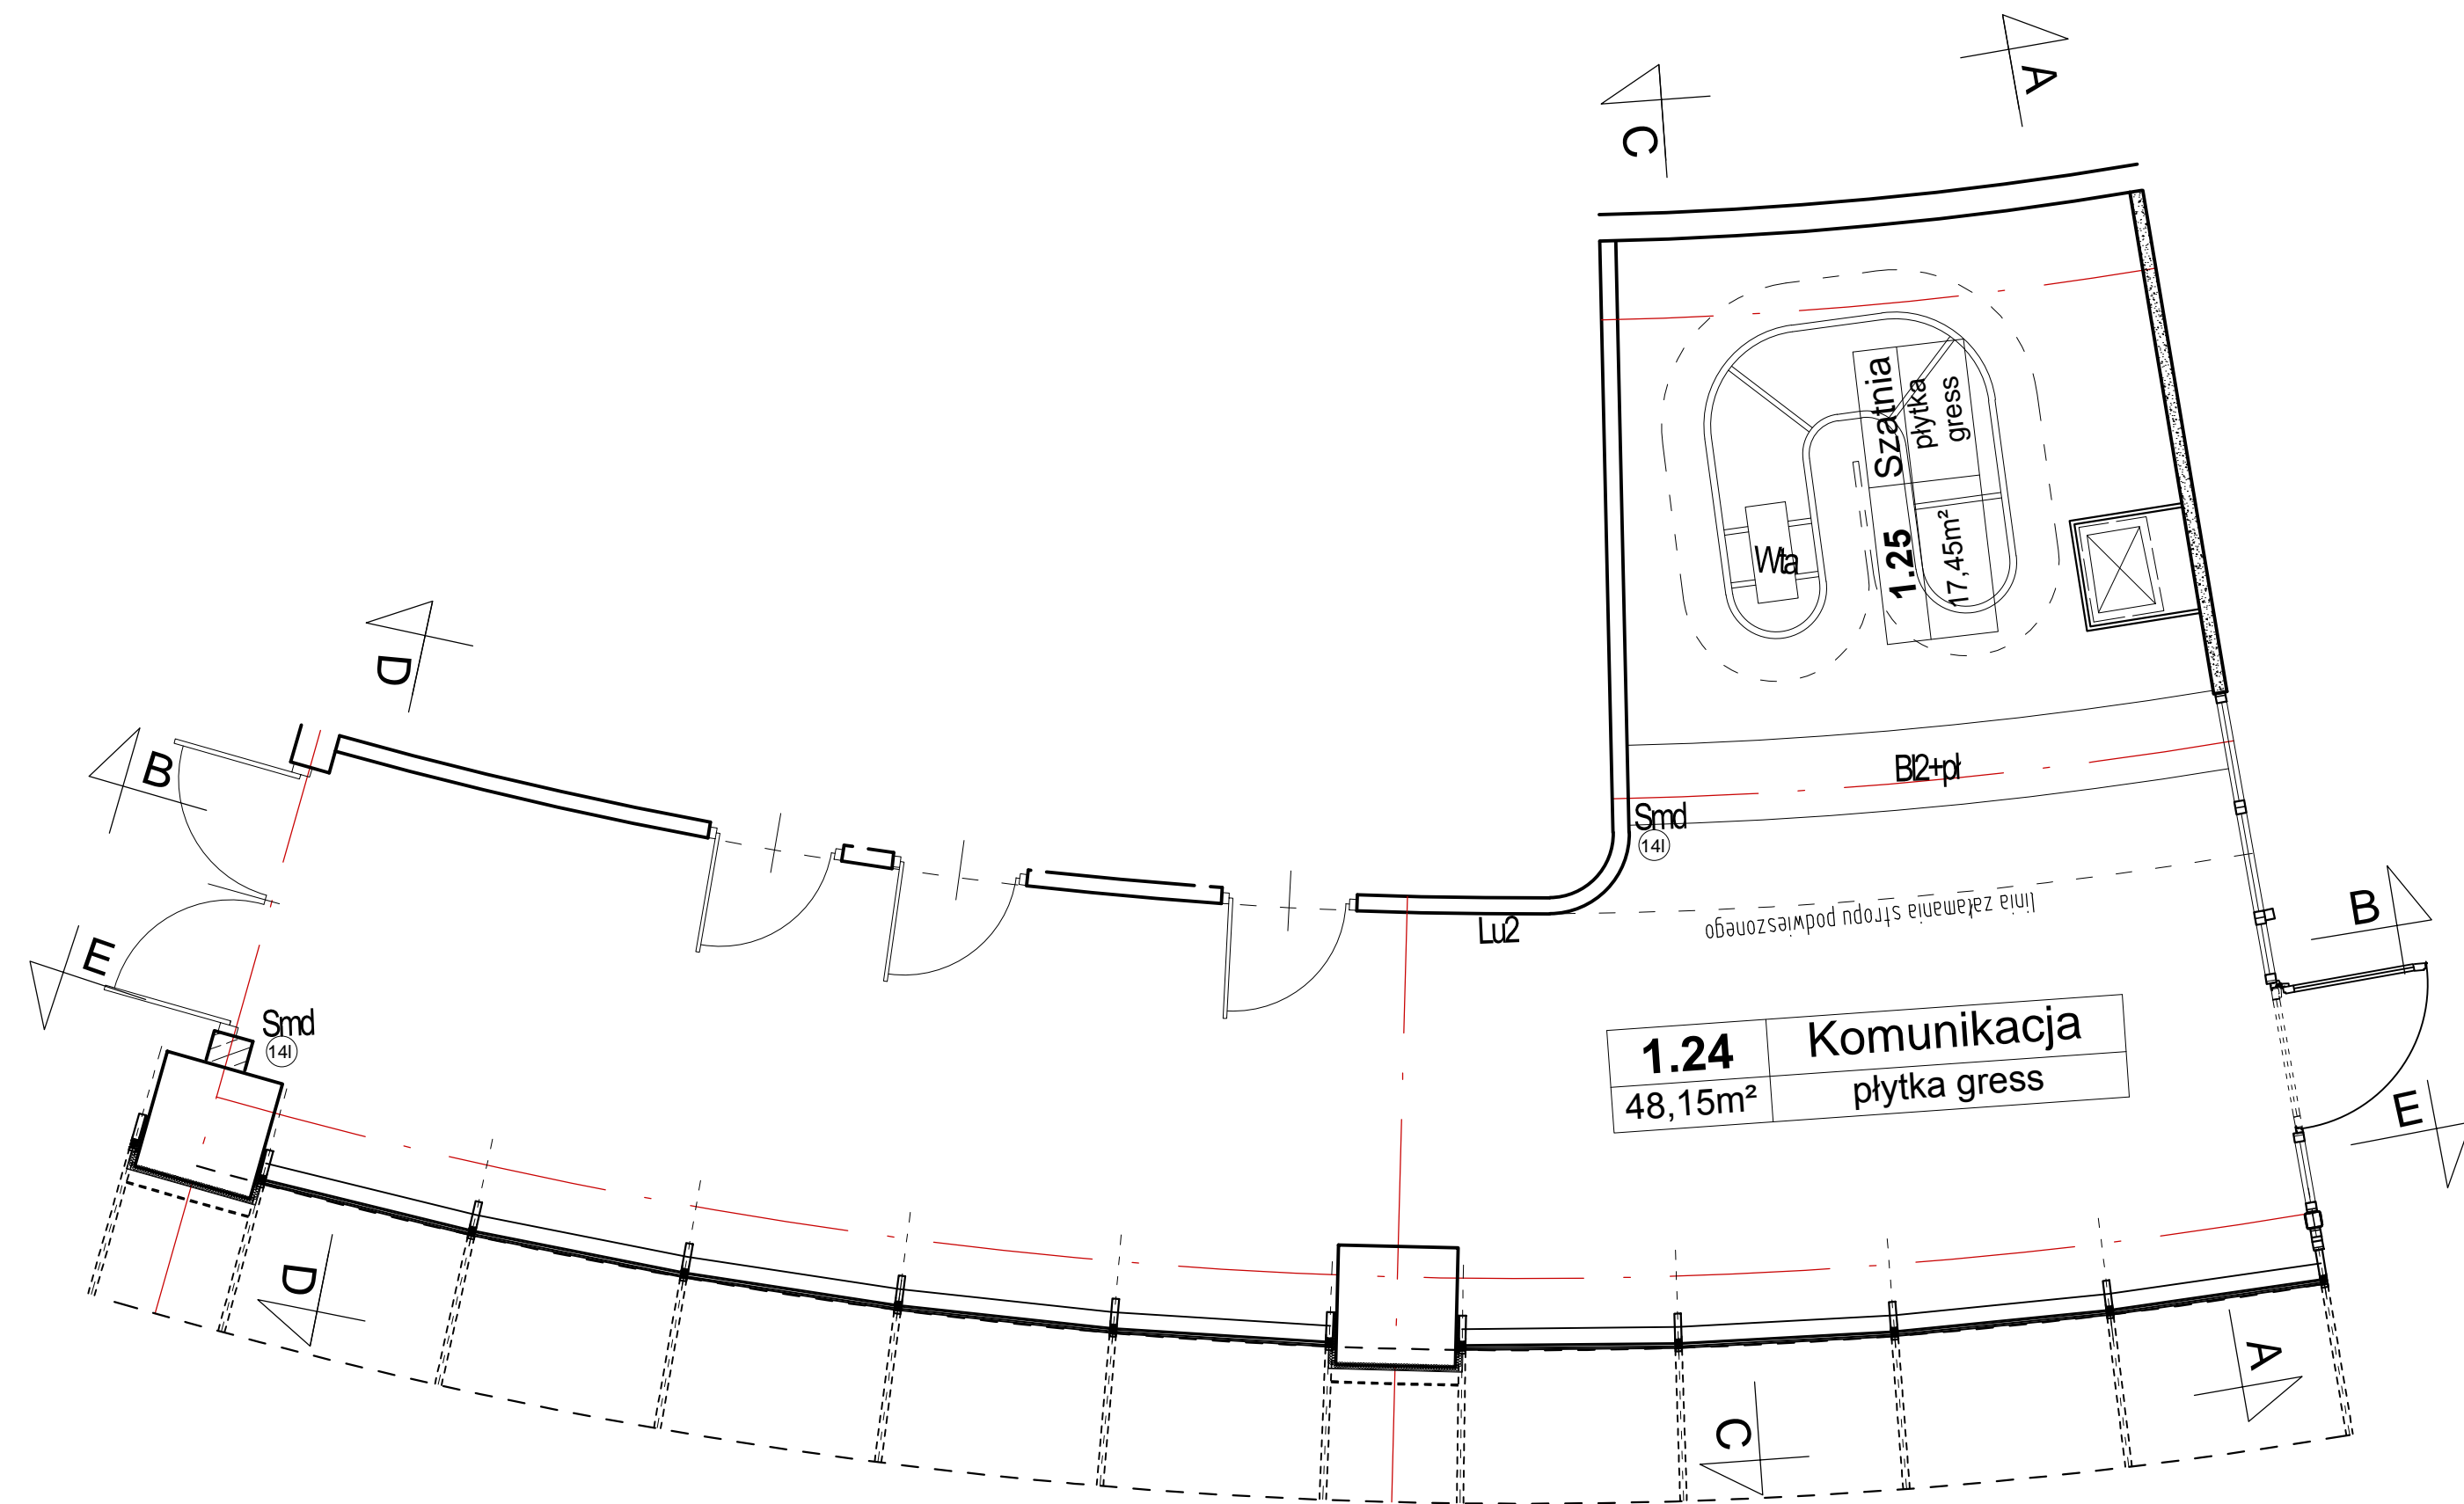 A
C
Szatnia
płytka
gress
1.25
17,45m²
Wta
D
B
Bl2+pl
Smd
14l
linia załamania stropu podwieszonego
Lu2
B
E
Smd
14l
1.24 Komunikacja
48,15m² płytka gress
E
D
A
C